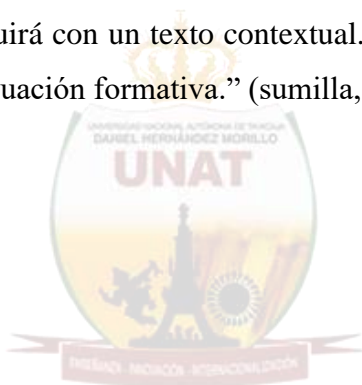 uirá con un texto contextual.
uación formativa.” (sumilla,
UNIVERSIDAD NACIONAL AUTÓNOMA DE TAYACAJA
DANIEL HERNÁNDEZ MORILLO
UNAT
ENSEÑANZA - INNOVACIÓN - INTERNACIONALIZACIÓN